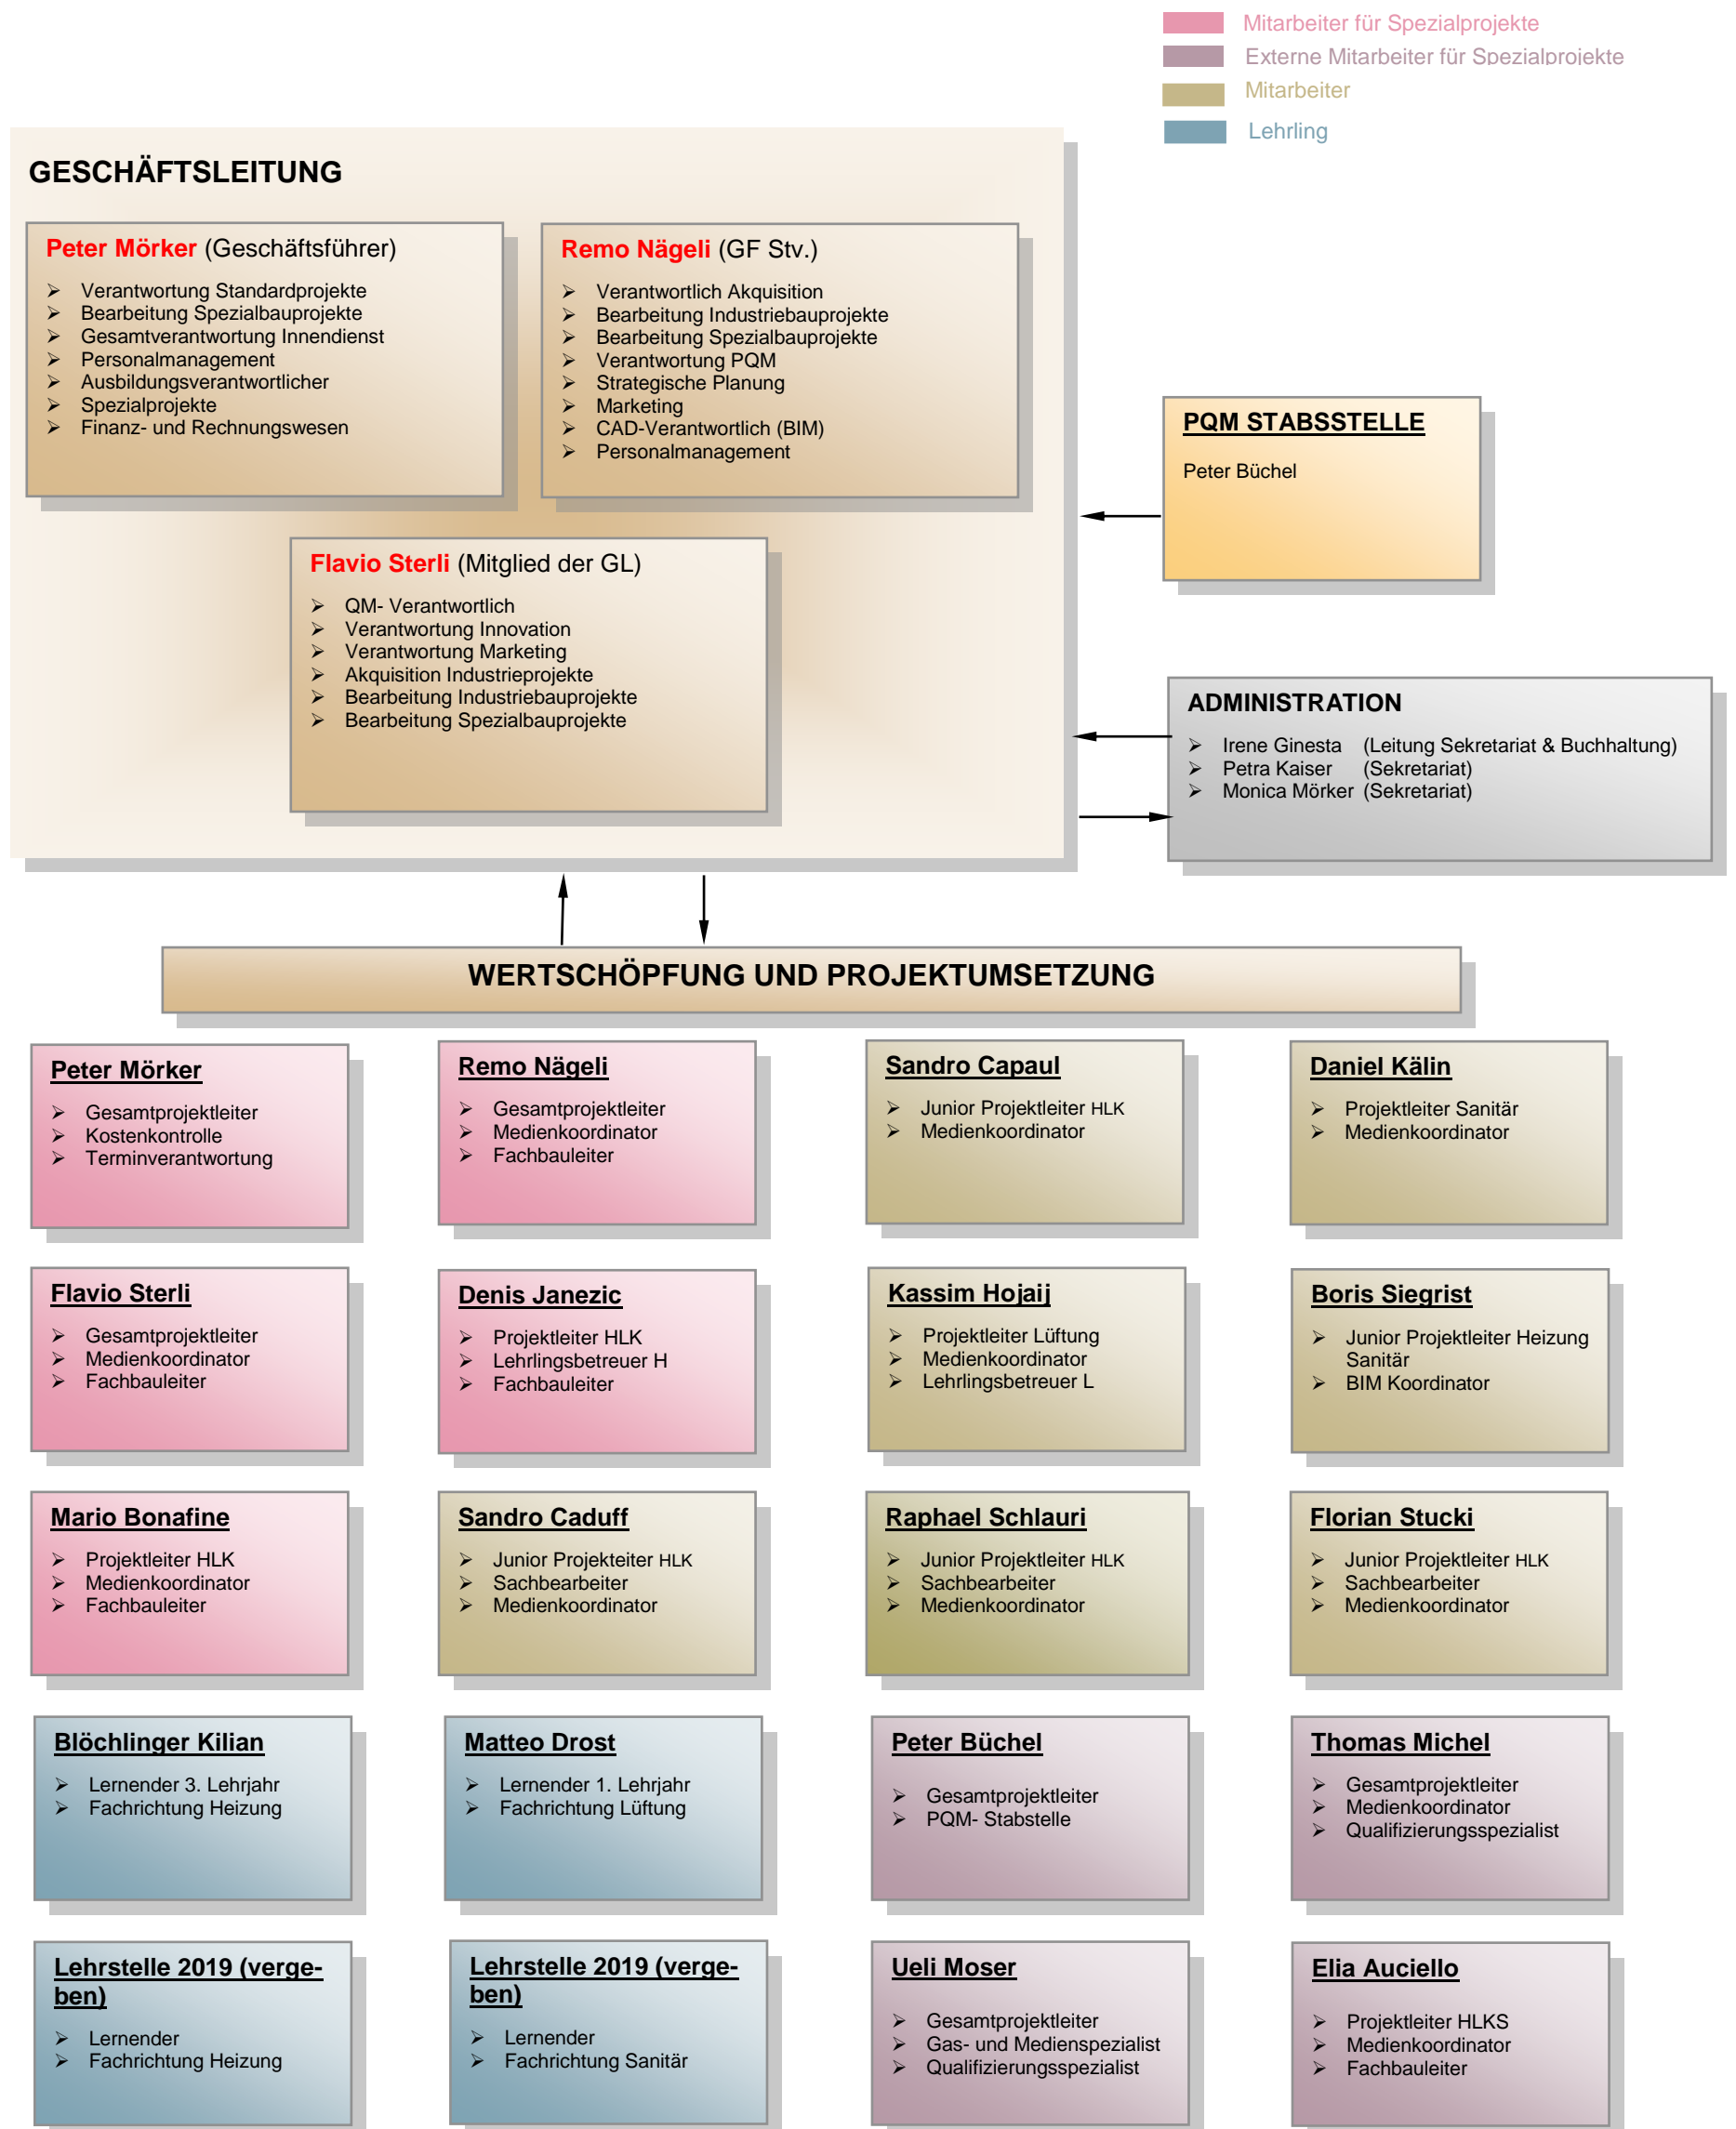 Mitarbeiter für Spezialprojekte
Externe Mitarbeiter für Spezialprojekte
Mitarbeiter
Lehrling
GESCHÄFTSLEITUNG
Peter Mörker (Geschäftsführer)
➢ Verantwortung Standardprojekte
➢ Bearbeitung Spezialbauprojekte
➢ Gesamtverantwortung Innendienst
➢ Personalmanagement
➢ Ausbildungsverantwortlicher
➢ Spezialprojekte
➢ Finanz- und Rechnungswesen
Remo Nägeli (GF Stv.)
➢ Verantwortlich Akquisition
➢ Bearbeitung Industriebauprojekte
➢ Bearbeitung Spezialbauprojekte
➢ Verantwortung PQM
➢ Strategische Planung
➢ Marketing
➢ CAD-Verantwortlich (BIM)
➢ Personalmanagement
Flavio Sterli (Mitglied der GL)
➢ QM- Verantwortlich
➢ Verantwortung Innovation
➢ Verantwortung Marketing
➢ Akquisition Industrieprojekte
➢ Bearbeitung Industriebauprojekte
➢ Bearbeitung Spezialbauprojekte
PQM STABSSTELLE
Peter Büchel
ADMINISTRATION
➢ Irene Ginesta (Leitung Sekretariat & Buchhaltung)
➢ Petra Kaiser (Sekretariat)
➢ Monica Mörker (Sekretariat)
WERTSCHÖPFUNG UND PROJEKTUMSETZUNG
Peter Mörker
➢ Gesamtprojektleiter
➢ Kostenkontrolle
➢ Terminverantwortung
Remo Nägeli
➢ Gesamtprojektleiter
➢ Medienkoordinator
➢ Fachbauleiter
Sandro Capaul
➢ Junior Projektleiter HLK
➢ Medienkoordinator
Daniel Kälin
➢ Projektleiter Sanitär
➢ Medienkoordinator
Flavio Sterli
➢ Gesamtprojektleiter
➢ Medienkoordinator
➢ Fachbauleiter
Denis Janezic
➢ Projektleiter HLK
➢ Lehrlingsbetreuer H
➢ Fachbauleiter
Kassim Hojaij
➢ Projektleiter Lüftung
➢ Medienkoordinator
➢ Lehrlingsbetreuer L
Boris Siegrist
➢ Junior Projektleiter Heizung
Sanitär
➢ BIM Koordinator
Mario Bonafine
➢ Projektleiter HLK
➢ Medienkoordinator
➢ Fachbauleiter
Sandro Caduff
➢ Junior Projekteiter HLK
➢ Sachbearbeiter
➢ Medienkoordinator
Raphael Schlauri
➢ Junior Projektleiter HLK
➢ Sachbearbeiter
➢ Medienkoordinator
Florian Stucki
➢ Junior Projektleiter HLK
➢ Sachbearbeiter
➢ Medienkoordinator
Blöchlinger Kilian
➢ Lernender 3. Lehrjahr
➢ Fachrichtung Heizung
Matteo Drost
➢ Lernender 1. Lehrjahr
➢ Fachrichtung Lüftung
Peter Büchel
➢ Gesamtprojektleiter
➢ PQM- Stabstelle
Thomas Michel
➢ Gesamtprojektleiter
➢ Medienkoordinator
➢ Qualifizierungsspezialist
Lehrstelle 2019 (verge-
ben)
➢ Lernender
➢ Fachrichtung Heizung
Lehrstelle 2019 (verge-
ben)
➢ Lernender
➢ Fachrichtung Sanitär
Ueli Moser
➢ Gesamtprojektleiter
➢ Gas- und Medienspezialist
➢ Qualifizierungsspezialist
Elia Auciello
➢ Projektleiter HLKS
➢ Medienkoordinator
➢ Fachbauleiter